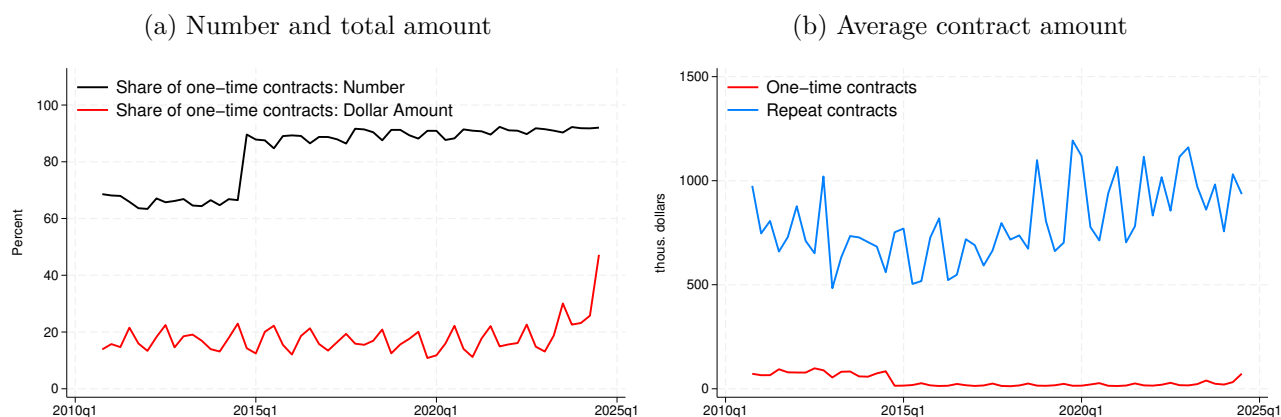 (a) Number and total amount
Share of one−time contracts: Number
Share of one−time contracts: Dollar Amount
Percent
100
80
60
40
20
0
2010q1 2015q1 2020q1 2025q1
(b) Average contract amount
One−time contracts
Repeat contracts
thous. dollars
1500
1000
500
0
2010q1 2015q1 2020q1 2025q1